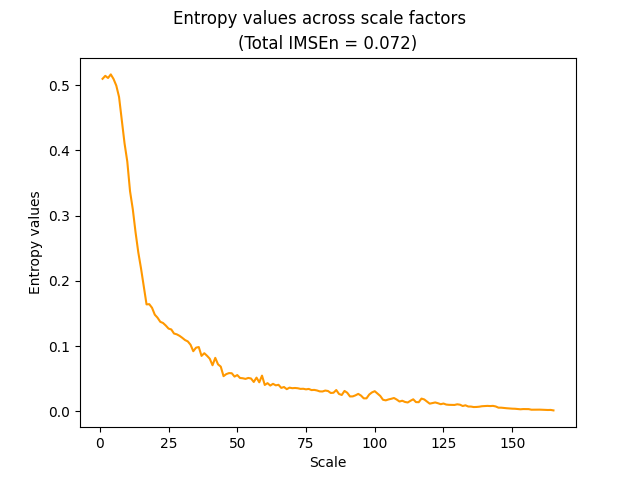 Entropy values across scale factors
(Total IMSEn = 0.072)
Entropy values
0.5
0.4
0.3
0.2
0.1
0.0
0 25 50 75 100 125 150
Scale